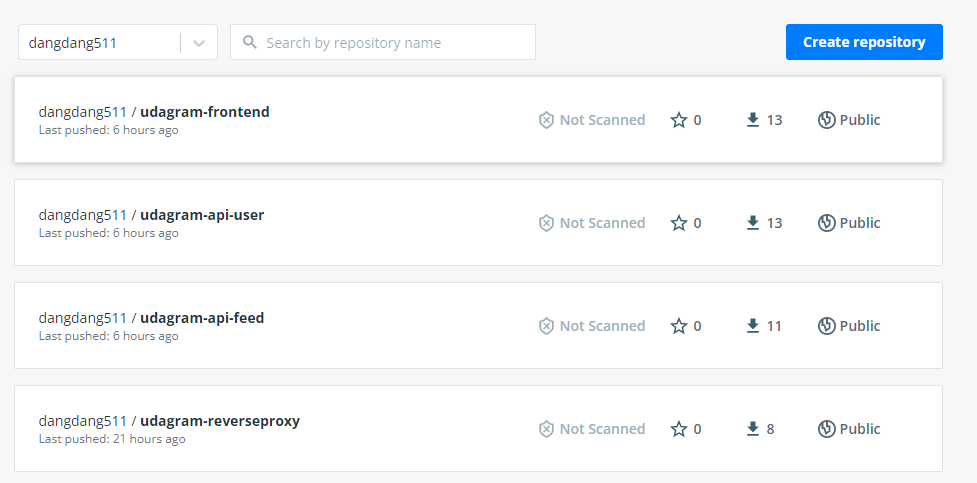 dangdang511
Search by repository name
Create repository
dangdang511 / udagram-frontend
Last pushed: 6 hours ago
Not Scanned
0
13
Public
dangdang511 / udagram-api-user
Last pushed: 6 hours ago
Not Scanned
0
13
Public
dangdang511 / udagram-api-feed
Last pushed: 6 hours ago
Not Scanned
0
11
Public
dangdang511 / udagram-reverseproxy
Last pushed: 21 hours ago
Not Scanned
0
8
Public